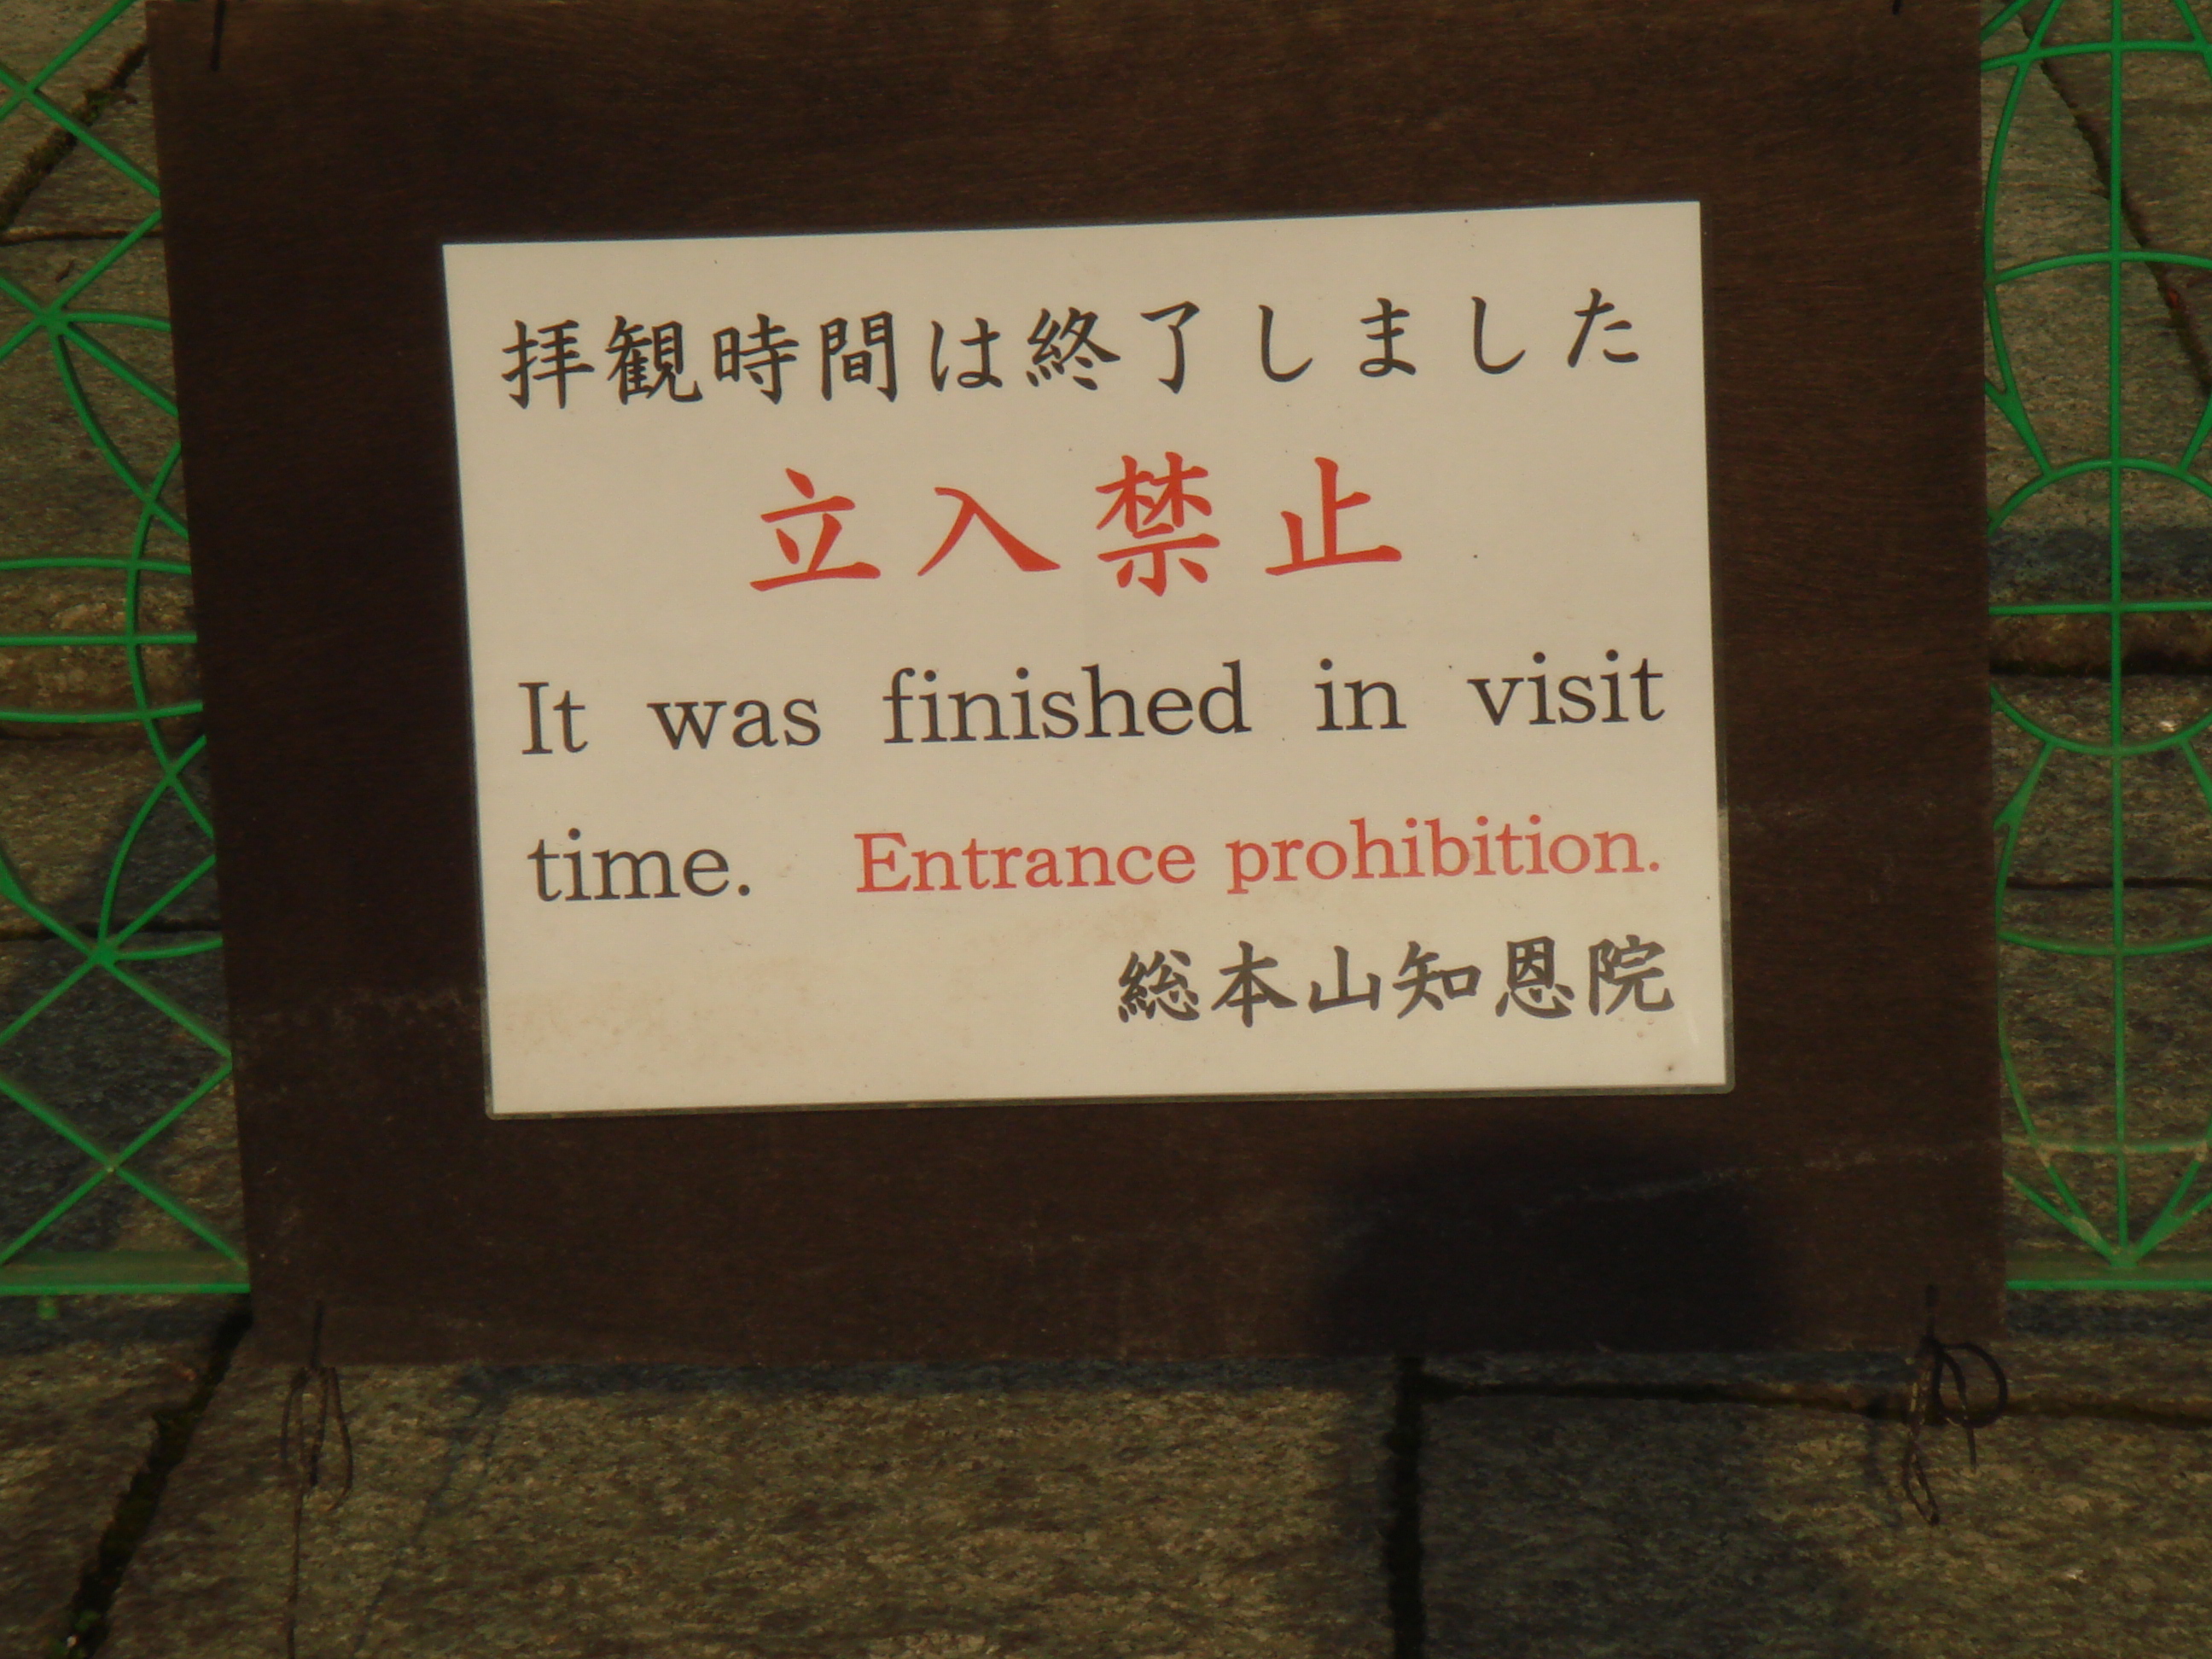 拝観時間は終了しました
立入禁止
It was finished in visit
time. Entrance prohibition.
総本山知恩院